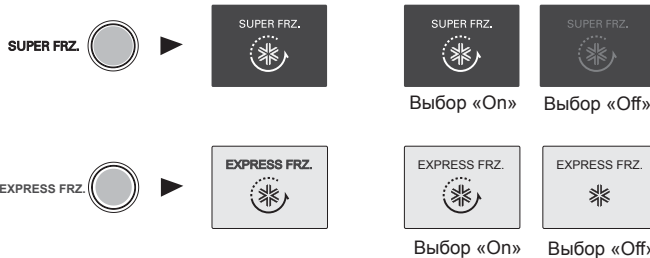 SUPER FRZ. SUPER FRZ. SUPER FRZ. SUPER FRZ.
Выбор «On» Выбор «Off»
EXPRESS FRZ. EXPRESS FRZ. EXPRESS FRZ. EXPRESS FRZ.
Выбор «On» Выбор «Off»